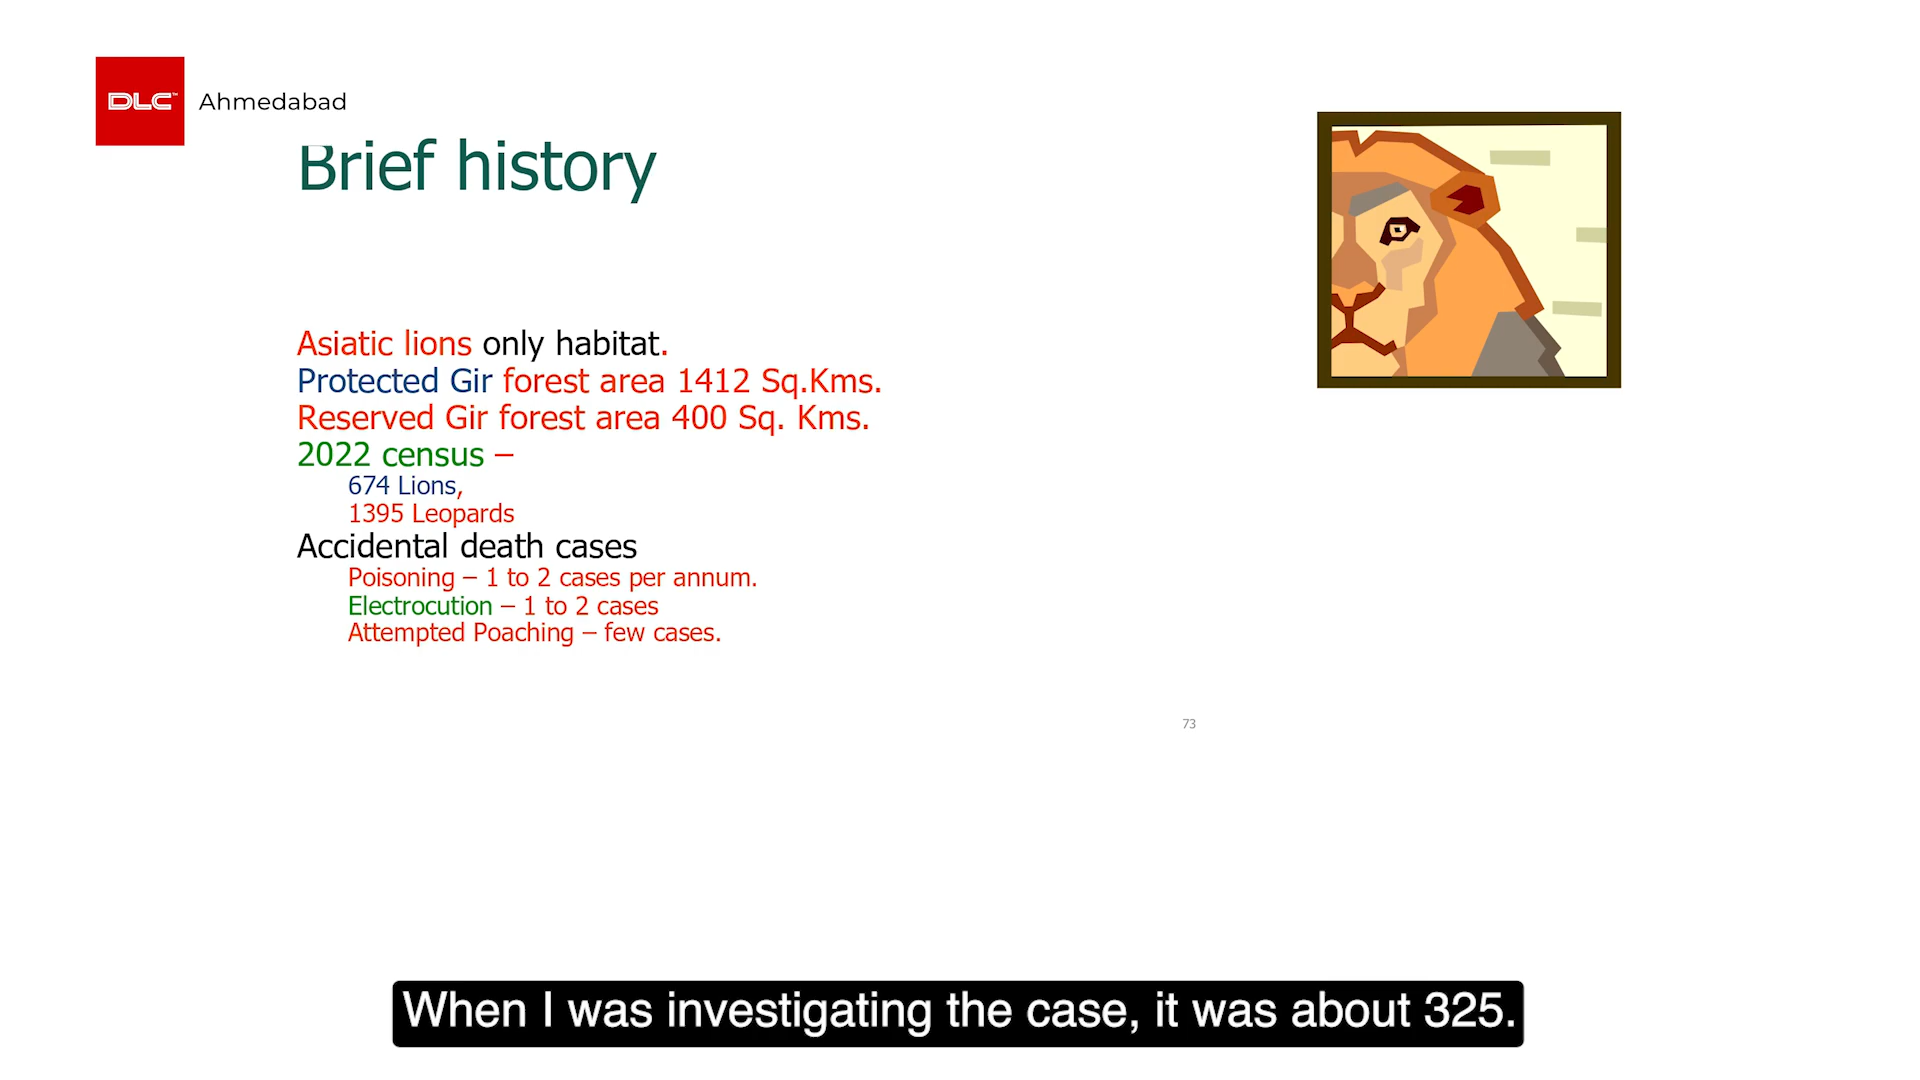 DLC™ Ahmedabad
Brief history
Asiatic lions only habitat.
Protected Gir forest area 1412 Sq.Kms.
Reserved Gir forest area 400 Sq. Kms.
2022 census –
674 Lions,
1395 Leopards
Accidental death cases
Poisoning – 1 to 2 cases per annum.
Electrocution – 1 to 2 cases
Attempted Poaching – few cases.
73
When I was investigating the case, it was about 325.